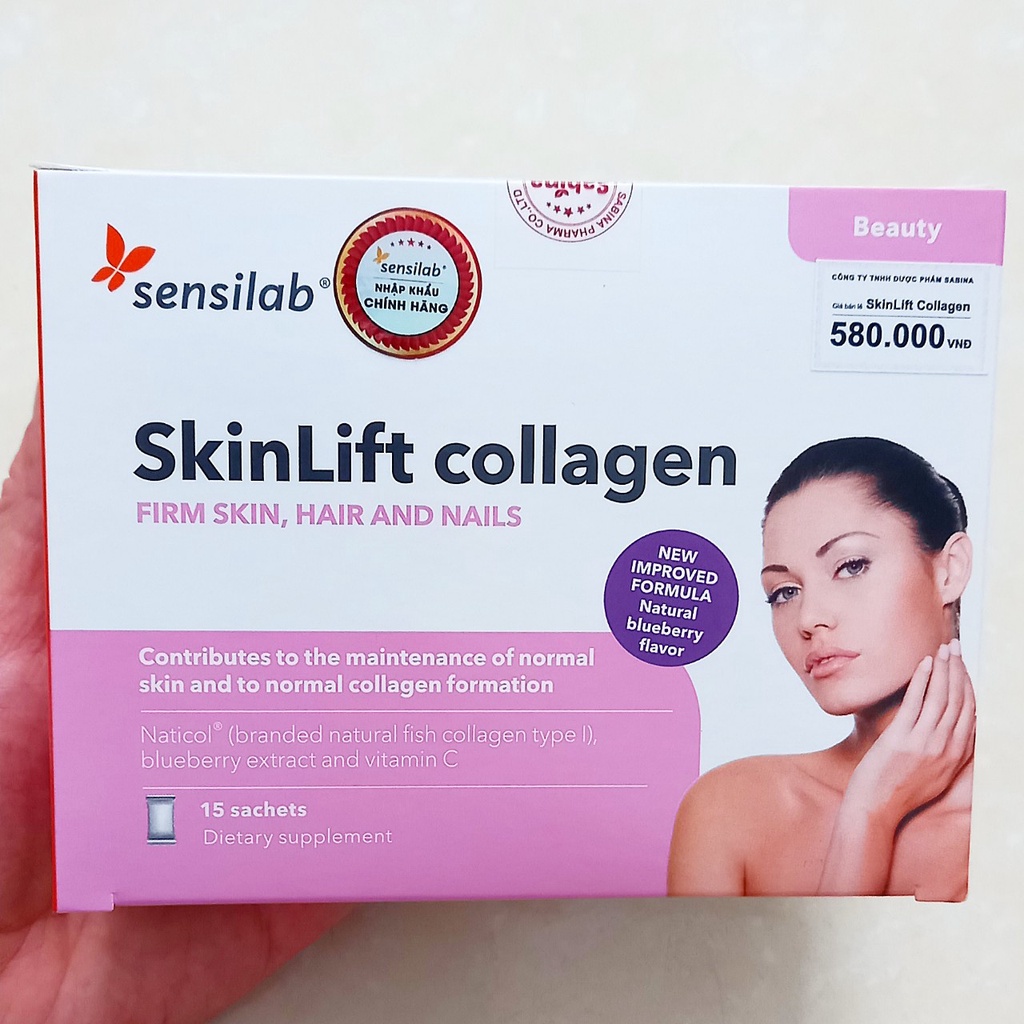 sensilab®
sensilab®
NHẬP KHẨU
CHÍNH HÃNG
Sabina
SABINA PHARMA CO.,LTD
Beauty
CÔNG TY TNHH DƯỢC PHẨM SABINA
Giá bán lẻ SkinLift Collagen
580.000 VNĐ
SkinLift collagen
FIRM SKIN, HAIR AND NAILS
NEW
IMPROVED
FORMULA
Natural
blueberry
flavor
Contributes to the maintenance of normal
skin and to normal collagen formation
Naticol® (branded natural fish collagen type I),
blueberry extract and vitamin C
15 sachets
Dietary supplement